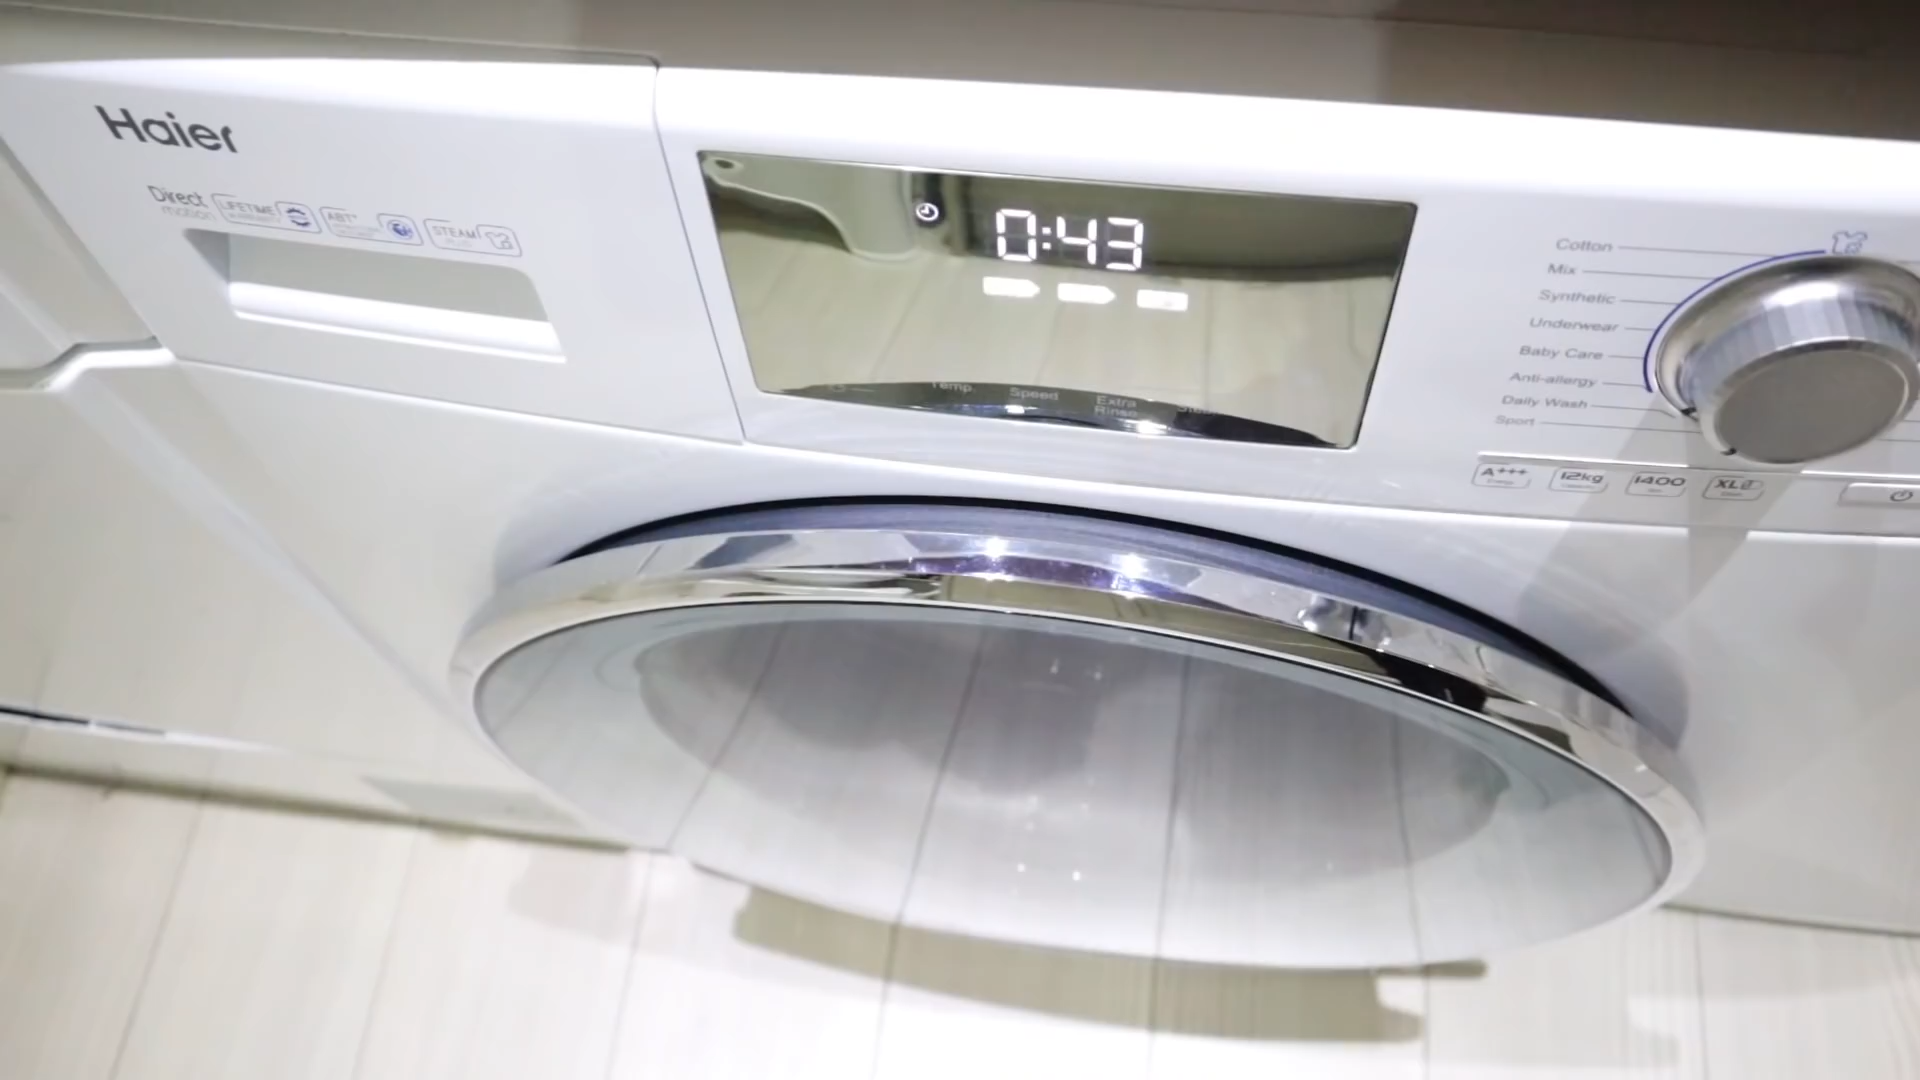 Haier
Direct
motion
LIFETIME
ABT
STEAM
0:43
Temp.
Speed
Extra
Rinse
Cotton
Mix
Synthetic
Underwear
Baby Care
Anti-allergy
Daily Wash
Sport
A+++
12kg
1400
XL